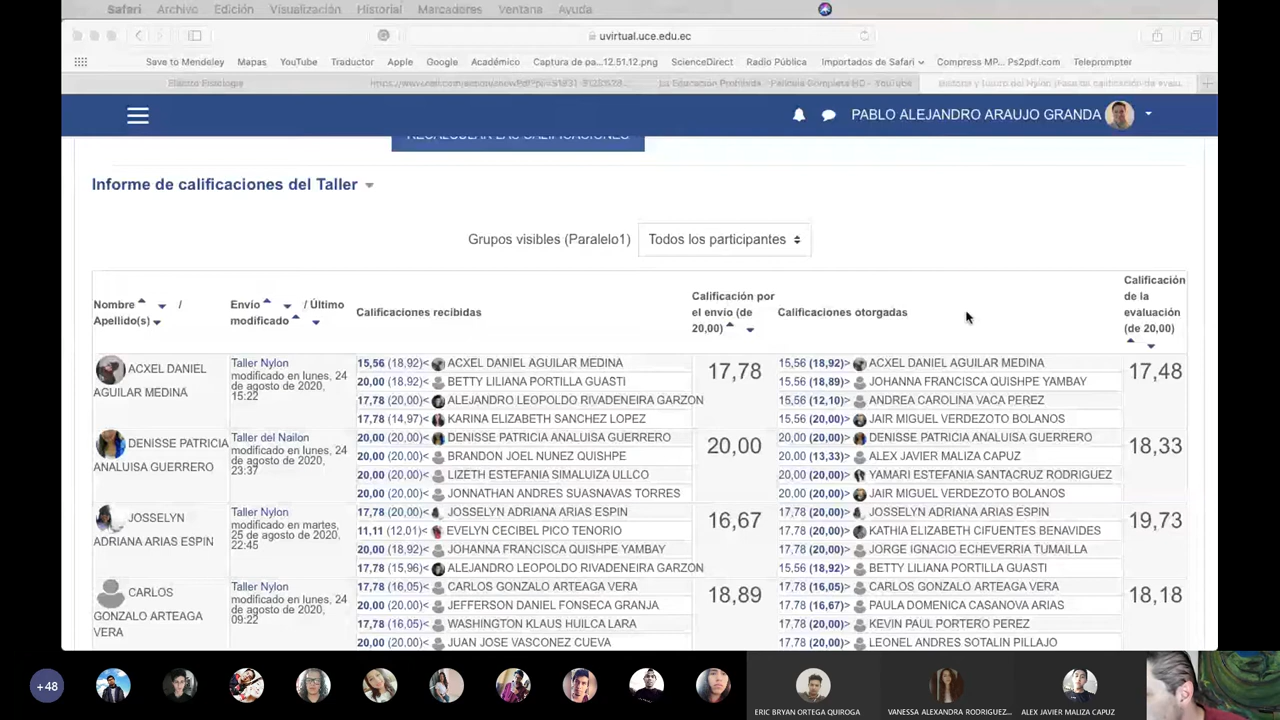 Safari Archivo Edición Visualización Historial Marcadores Ventana Ayuda
uvirtual.uce.edu.ec
Save to Mendeley Mapas YouTube Traductor Apple Google Académico Captura de pa...12.51.12.png ScienceDirect Radio Pública Importados de Safari Compress MP... Ps2pdf.com Teleprompter
La Educación Prohibida - Película Completa HD - YouTube
PABLO ALEJANDRO ARAUJO GRANDA
RECALCULAR LAS CALIFICACIONES
Informe de calificaciones del Taller
Grupos visibles (Paralelo1) Todos los participantes
Nombre / Apellido(s)
Envío / Último modificado
Calificaciones recibidas
Calificación por el envío (de 20,00)
Calificaciones otorgadas
Calificación de la evaluación (de 20,00)
ACXEL DANIEL AGUILAR MEDINA
Taller Nylon
modificado en lunes, 24 de agosto de 2020, 15:22
15,56 (18,92)< ACXEL DANIEL AGUILAR MEDINA
20,00 (18,92)< BETTY LILIANA PORTILLA GUASTI
17,78 (20,00)< ALEJANDRO LEOPOLDO RIVADENEIRA GARZON
17,78 (14,97)< KARINA ELIZABETH SANCHEZ LOPEZ
17,78
15,56 (18,92)> ACXEL DANIEL AGUILAR MEDINA
15,56 (18,89)> JOHANNA FRANCISCA QUISHPE YAMBAY
15,56 (12,10)> ANDREA CAROLINA VACA PEREZ
15,56 (20,00)> JAIR MIGUEL VERDEZOTO BOLANOS
17,48
DENISSE PATRICIA ANALUISA GUERRERO
Taller del Nailon
modificado en lunes, 24 de agosto de 2020, 23:37
20,00 (20,00)< DENISSE PATRICIA ANALUISA GUERRERO
20,00 (20,00)< BRANDON JOEL NUNEZ QUISHPE
20,00 (20,00)< LIZETH ESTEFANIA SIMALUIZA ULLCO
20,00 (20,00)< JONNATHAN ANDRES SUASNAVAS TORRES
20,00
20,00 (20,00)> DENISSE PATRICIA ANALUISA GUERRERO
20,00 (13,33)> ALEX JAVIER MALIZA CAPUZ
20,00 (20,00)> YAMARI ESTEFANIA SANTACRUZ RODRIGUEZ
20,00 (20,00)> JAIR MIGUEL VERDEZOTO BOLANOS
18,33
JOSSELYN ADRIANA ARIAS ESPIN
Taller Nylon
modificado en martes, 25 de agosto de 2020, 22:45
17,78 (20,00)< JOSSELYN ADRIANA ARIAS ESPIN
11,11 (12,01)< EVELYN CECIBEL PICO TENORIO
20,00 (18,92)< JOHANNA FRANCISCA QUISHPE YAMBAY
17,78 (15,96)< ALEJANDRO LEOPOLDO RIVADENEIRA GARZON
16,67
17,78 (20,00)> JOSSELYN ADRIANA ARIAS ESPIN
17,78 (20,00)> KATHIA ELIZABETH CIFUENTES BENAVIDES
17,78 (20,00)> JORGE IGNACIO ECHEVERRIA TUMAILLA
15,56 (18,92)> BETTY LILIANA PORTILLA GUASTI
19,73
CARLOS GONZALO ARTEAGA VERA
Taller Nylon
modificado en lunes, 24 de agosto de 2020, 09:22
17,78 (16,05)< CARLOS GONZALO ARTEAGA VERA
20,00 (20,00)< JEFFERSON DANIEL FONSECA GRANJA
17,78 (16,05)< WASHINGTON KLAUS HUILCA LARA
20,00 (20,00)< JUAN JOSE VASCONEZ CUEVA
18,89
17,78 (16,05)> CARLOS GONZALO ARTEAGA VERA
17,78 (16,67)> PAULA DOMENICA CASANOVA ARIAS
17,78 (20,00)> KEVIN PAUL PORTERO PEREZ
17,78 (20,00)> LEONEL ANDRES SOTALIN PILLAJO
18,18
+48
ERIC BRYAN ORTEGA QUIROGA
VANESSA ALEXANDRA RODRIGUEZ...
ALEX JAVIER MALIZA CAPUZ